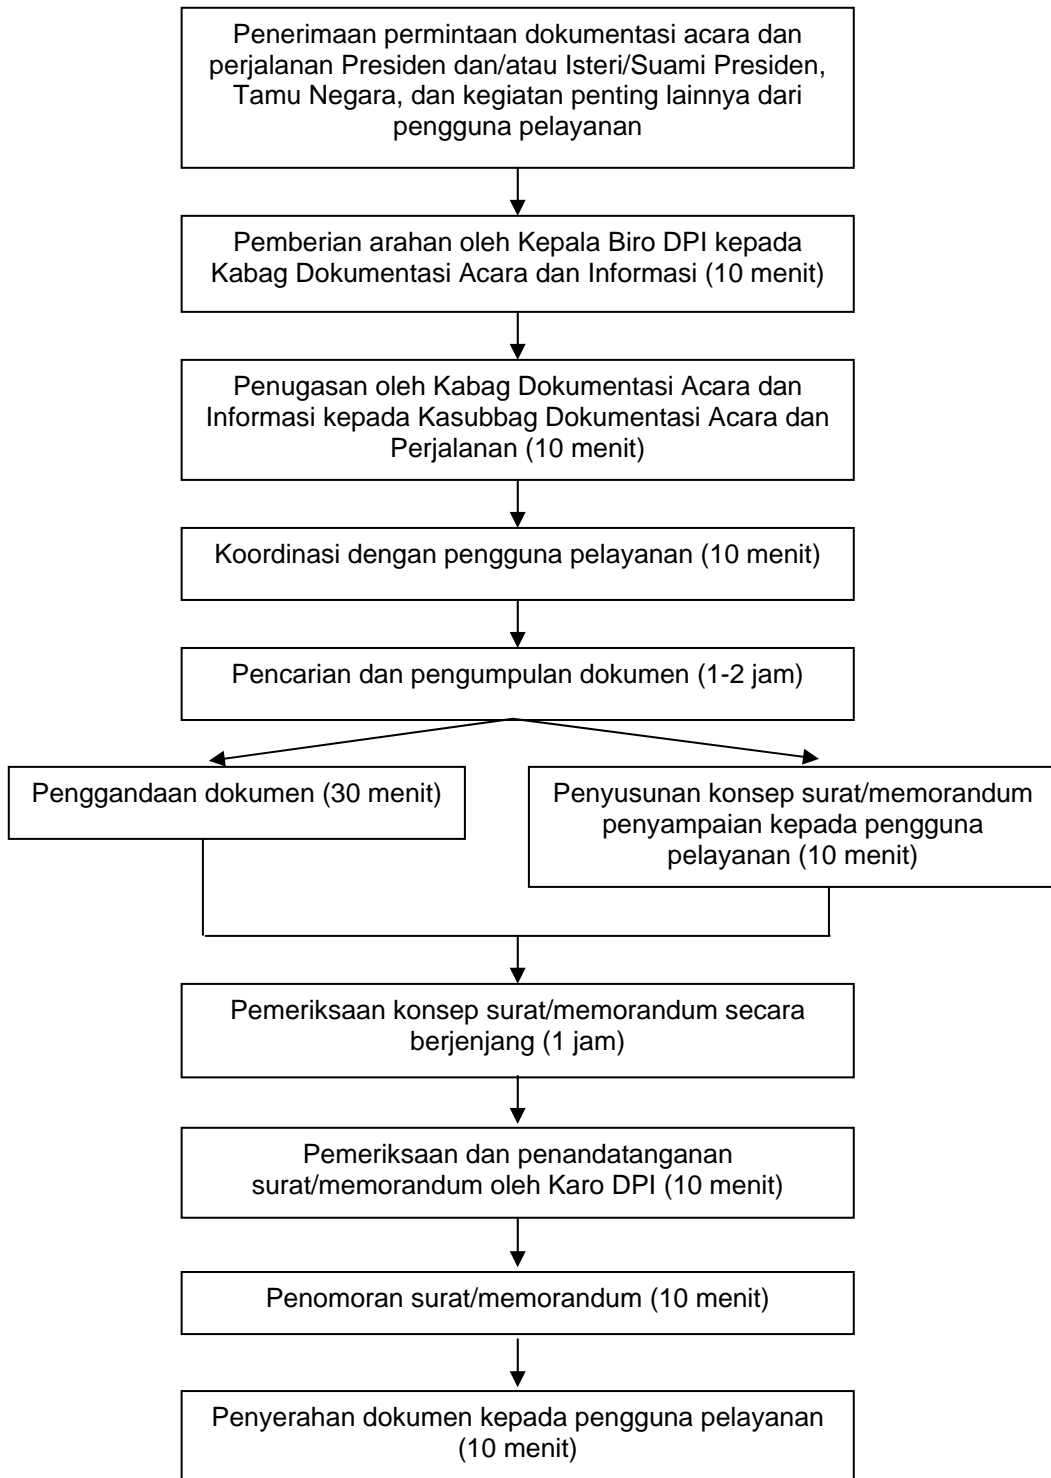 Penerimaan permintaan dokumentasi acara dan
perjalanan Presiden dan/atau Isteri/Suami Presiden,
Tamu Negara, dan kegiatan penting lainnya dari
pengguna pelayanan
Pemberian arahan oleh Kepala Biro DPI kepada
Kabag Dokumentasi Acara dan Informasi (10 menit)
Penugasan oleh Kabag Dokumentasi Acara dan
Informasi kepada Kasubbag Dokumentasi Acara dan
Perjalanan (10 menit)
Koordinasi dengan pengguna pelayanan (10 menit)
Pencarian dan pengumpulan dokumen (1-2 jam)
Penggandaan dokumen (30 menit)
Penyusunan konsep surat/memorandum
penyampaian kepada pengguna
pelayanan (10 menit)
Pemeriksaan konsep surat/memorandum secara
berjenjang (1 jam)
Pemeriksaan dan penandatanganan
surat/memorandum oleh Karo DPI (10 menit)
Penomoran surat/memorandum (10 menit)
Penyerahan dokumen kepada pengguna pelayanan
(10 menit)